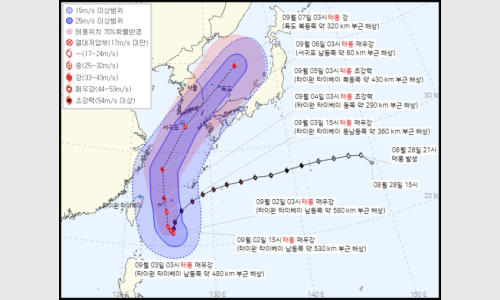 15m/s 이상범위
25m/s 이상범위
태풍위치 70%확률반경
열대저압부(17m/s 미만)
—(17~24m/s)
중(25~32m/s)
강(33~43m/s)
매우강(44~53m/s)
초강력(54m/s 이상)
09월 07일 03시 태풍 강
(독도 북동쪽 약 320 km 부근 해상)
09월 06일 03시 태풍 매우강
(서귀포 남동쪽 약 60 km 부근 해상)
09월 05일 03시 태풍 초강력
(타이완 타이베이 북동쪽 약 430 km 부근 해상)
09월 04일 03시 태풍 초강력
(타이완 타이베이 동쪽 약 290 km 부근 해상)
09월 03일 15시 태풍 매우강
(타이완 타이베이 동남동쪽 약 360 km 부근 해상)
08월 28일 21시
태풍 발생
08월 28일 15시
서울
독도
서귀포
타이완 타이베이
30 N
20 N
09월 02일 03시 태풍 매우강
(타이완 타이베이 남동쪽 약 580 km 부근 해상)
09월 02일 15시 태풍 매우강
(타이완 타이베이 남동쪽 약 530 km 부근 해상)
09월 03일 03시 태풍 매우강
(타이완 타이베이 남동쪽 약 480 km 부근 해상)
120 E
130 E
140 E
150 E